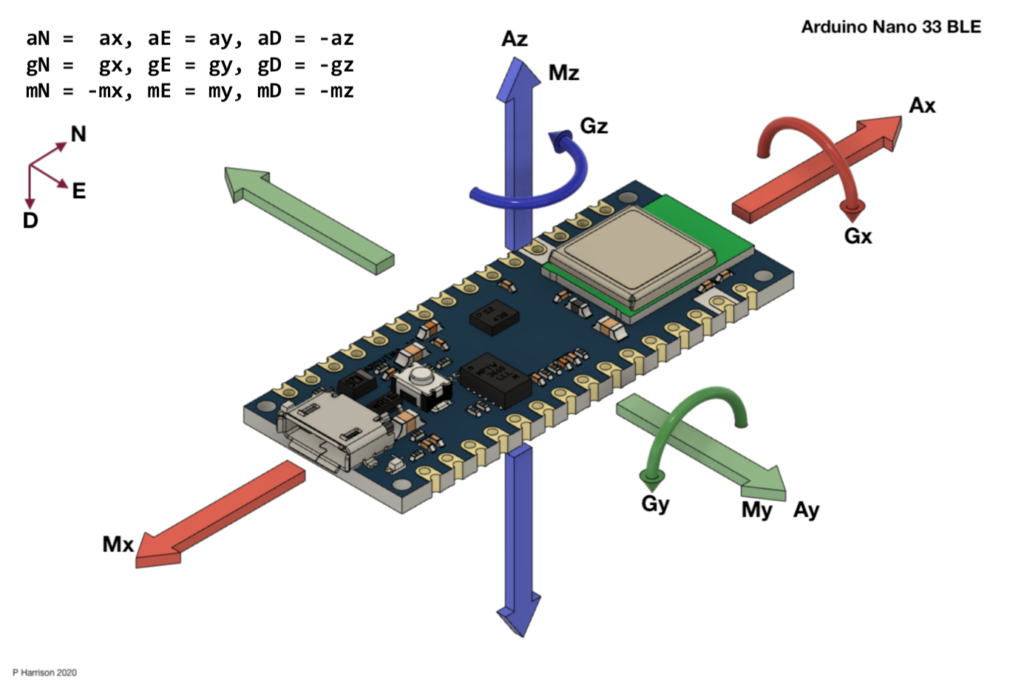 Arduino Nano 33 BLE
aN =  ax, aE = ay, aD = -az
gN =  gx, gE = gy, gD = -gz
mN = -mx, mE = my, mD = -mz
Az
Mz
Gz
Ax
Gx
N
E
D
Mx
Gy
My Ay
P Harrison 2020